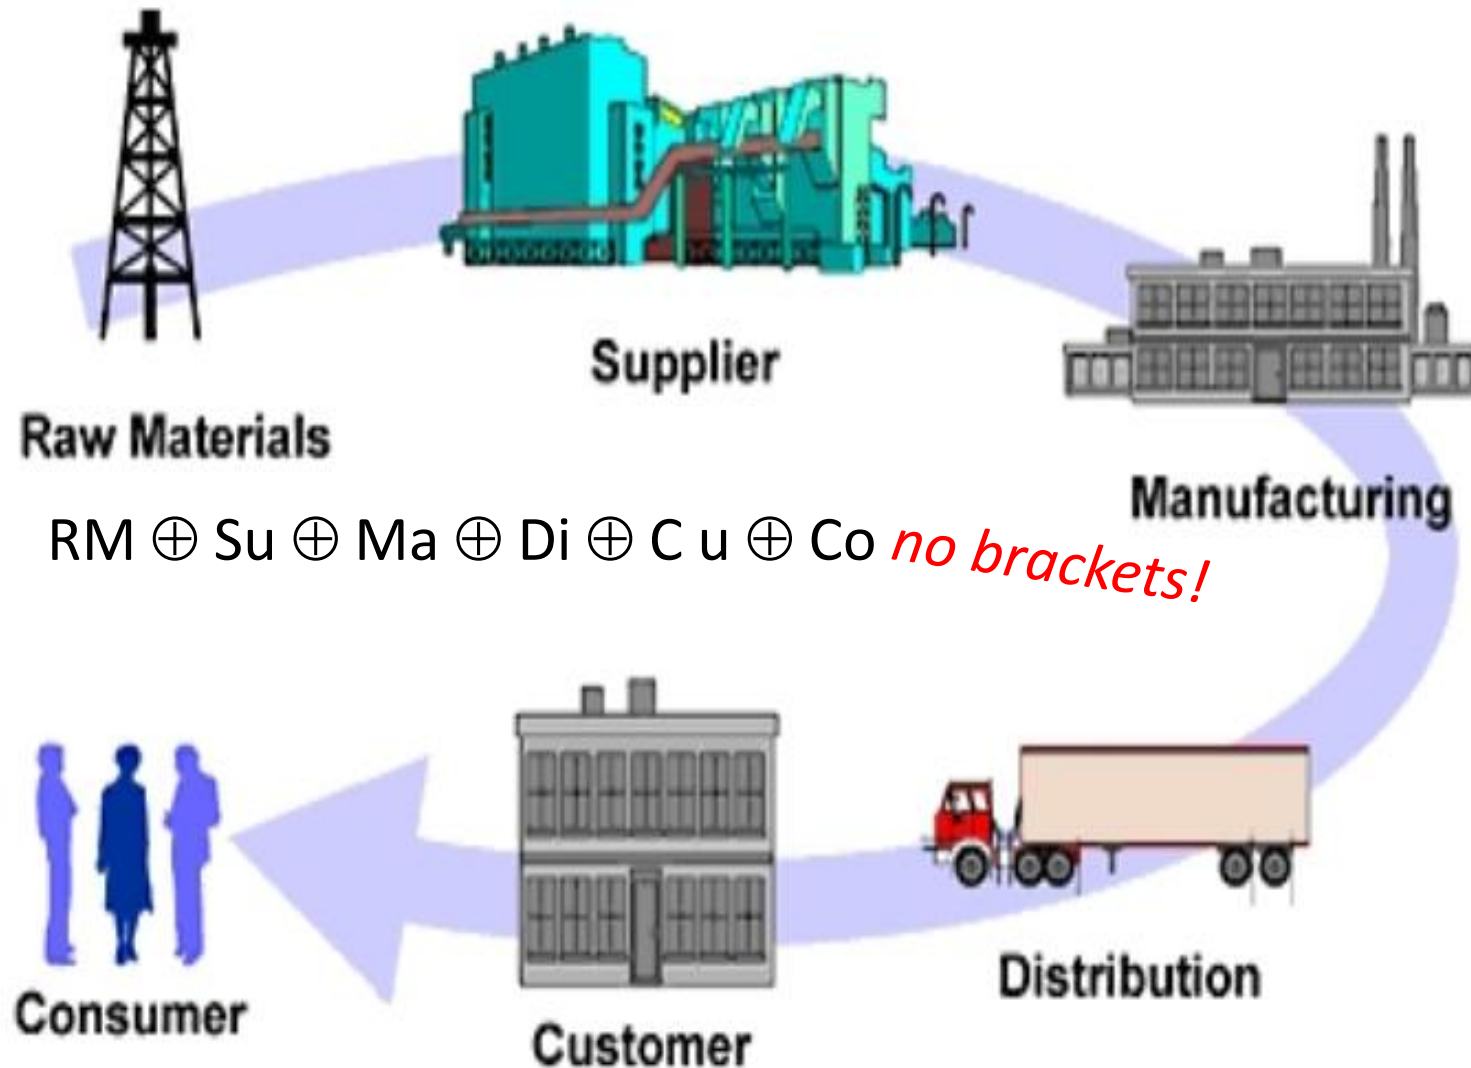 Supplier
Raw Materials
Manufacturing
RM ⊕ Su ⊕ Ma ⊕ Di ⊕ C u ⊕ Co no brackets!
Distribution
Consumer
Customer